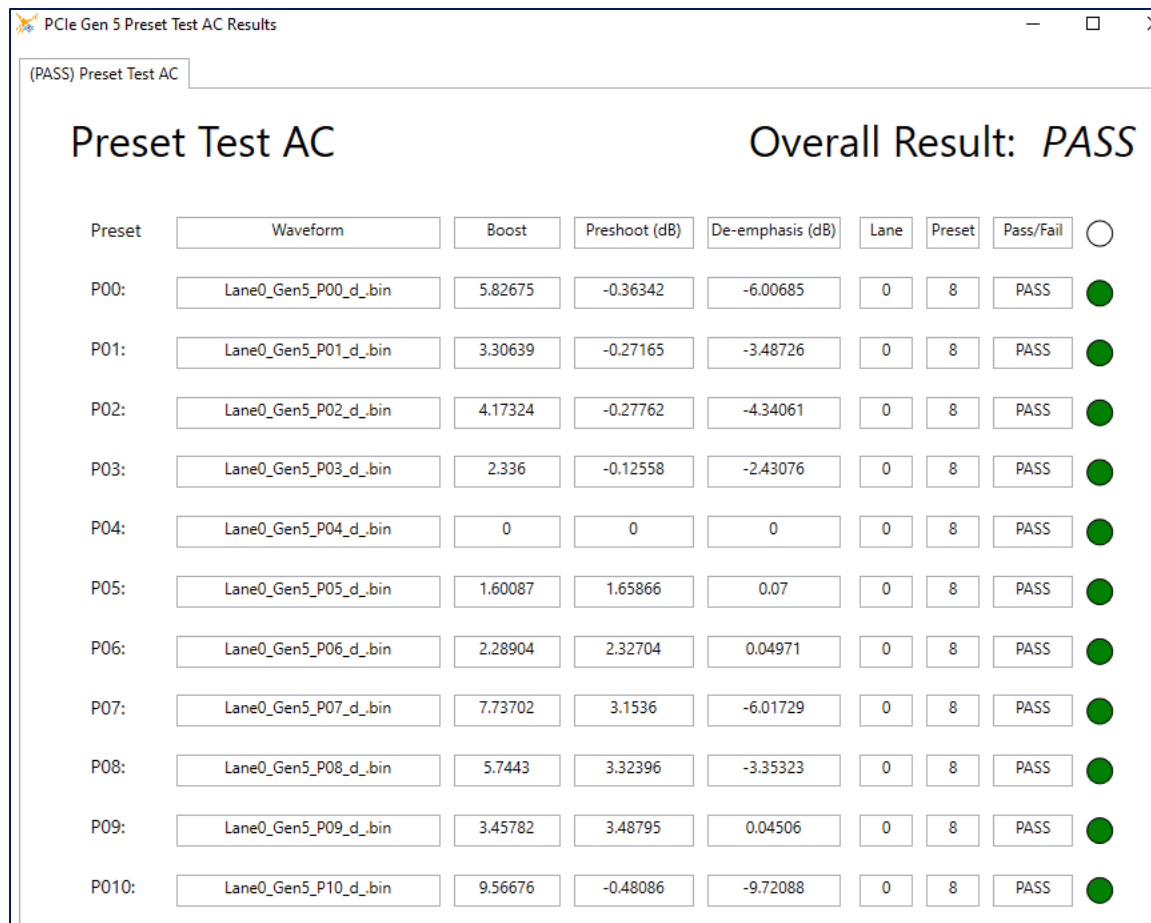 PCIe Gen 5 Preset Test AC Results
(PASS) Preset Test AC
Preset Test AC Overall Result: PASS
Preset Waveform Boost Preshoot (dB) De-emphasis (dB) Lane Preset Pass/Fail
P00: Lane0_Gen5_P00_d_.bin 5.82675 -0.36342 -6.00685 0 8 PASS
P01: Lane0_Gen5_P01_d_.bin 3.30639 -0.27165 -3.48726 0 8 PASS
P02: Lane0_Gen5_P02_d_.bin 4.17324 -0.27762 -4.34061 0 8 PASS
P03: Lane0_Gen5_P03_d_.bin 2.336 -0.12558 -2.43076 0 8 PASS
P04: Lane0_Gen5_P04_d_.bin 0 0 0 0 8 PASS
P05: Lane0_Gen5_P05_d_.bin 1.60087 1.65866 0.07 0 8 PASS
P06: Lane0_Gen5_P06_d_.bin 2.28904 2.32704 0.04971 0 8 PASS
P07: Lane0_Gen5_P07_d_.bin 7.73702 3.1536 -6.01729 0 8 PASS
P08: Lane0_Gen5_P08_d_.bin 5.7443 3.32396 -3.35323 0 8 PASS
P09: Lane0_Gen5_P09_d_.bin 3.45782 3.48795 0.04506 0 8 PASS
P010: Lane0_Gen5_P10_d_.bin 9.56676 -0.48086 -9.72088 0 8 PASS